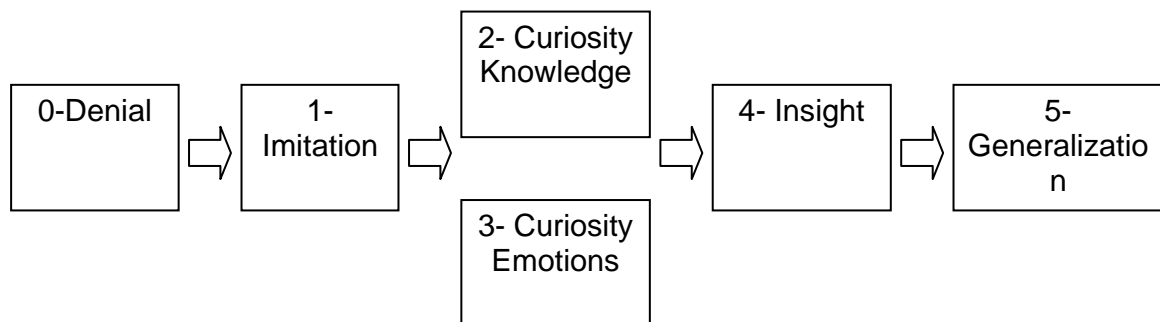 0-Denial
1-
Imitation
2- Curiosity
Knowledge
3- Curiosity
Emotions
4- Insight
5-
Generalizatio
n